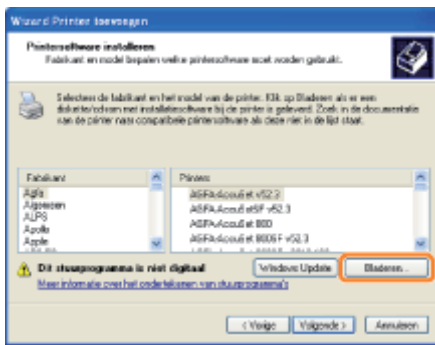 Wizard Printer toevoegen
Printersoftware installeren
Fabrikant en model bepalen welke printersoftware moet worden gebruikt.
Selecteer de fabrikant en het model van de printer. Klik op Bladeren als er een
diskette/cd-rom met installatiesoftware bij de printer is geleverd. Zoek in de documentatie
van de printer naar compatibele printersoftware als deze niet in de lijst staat.
Fabrikant
Agfa
Algemeen
ALPS
Apollo
Apple
Printers
AGFA-AccuSet v52.3
AGFA-AccuSetSF v52.3
AGFA-AccuSet 800
AGFA-AccuSet 800SF v52.3
Dit stuurprogramma is niet digitaal
Meer informatie over het ondertekenen van stuurprogramma's
Windows Update
Bladeren...
< Vorige
Volgende >
Annuleren